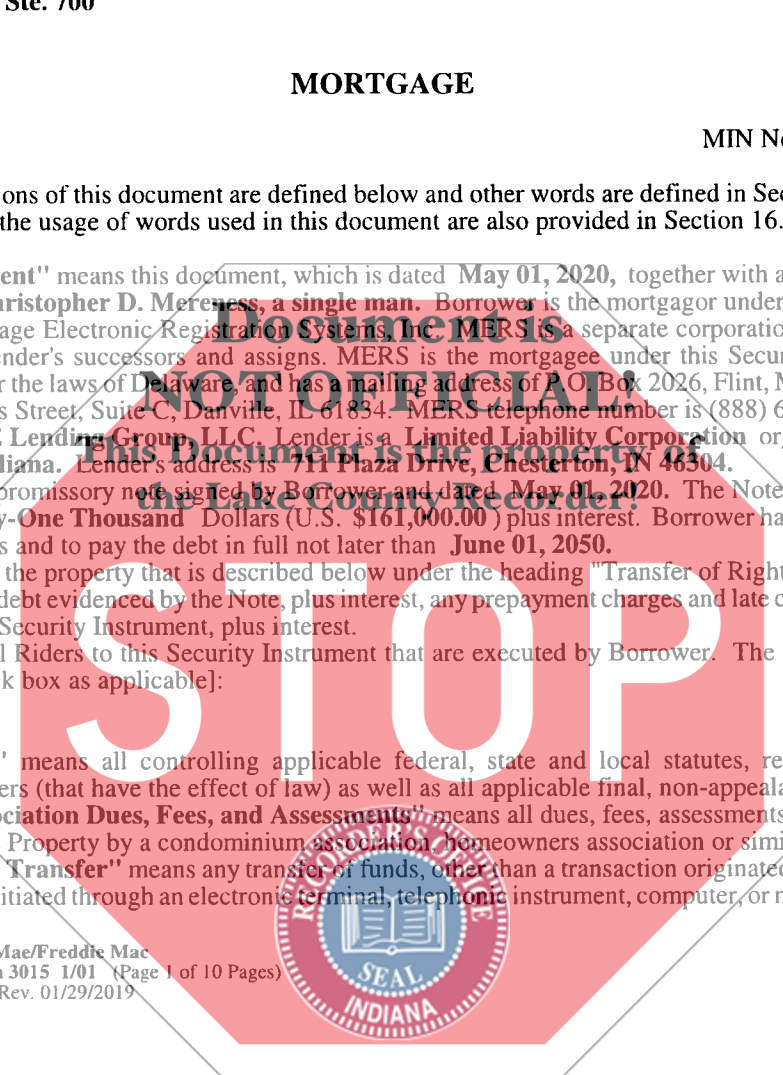 Ste. 700
MORTGAGE
MIN N
ons of this document are defined below and other words are defined in Sec
the usage of words used in this document are also provided in Section 16.
ent" means this document, which is dated May 01, 2020, together with a
hristopher D. Mereness, a single man. Borrower is the mortgagor under
Document is
age Electronic Registration Systems, Inc. MERS is a separate corporatio
ender's successors and assigns. MERS is the mortgagee under this Secur
r the laws of Delaware, and has a mailing address of P.O. Box 2026, Flint, M
NOT OFFICIAL!
s Street, Suite C, Danville, IL 61834. MERS telephone number is (888) 6
Lending Group, LLC. Lender is a Limited Liability Corporation or
This Document is the property of
diana. Lender's address is 711 Plaza Drive, Chesterton, IN 46304.
promissory note signed by Borrower and dated May 01, 2020. The Note
the Lake County Recorder!
y-One Thousand Dollars (U.S. $161,000.00 ) plus interest. Borrower ha
s and to pay the debt in full not later than June 01, 2050.
the property that is described below under the heading "Transfer of Right
debt evidenced by the Note, plus interest, any prepayment charges and late c
Security Instrument, plus interest.
l Riders to this Security Instrument that are executed by Borrower. The
k box as applicable]:
STOP
" means all controlling applicable federal, state and local statutes, re
ers (that have the effect of law) as well as all applicable final, non-appeala
ociation Dues, Fees, and Assessments" means all dues, fees, assessments
Property by a condominium association, homeowners association or simi
Transfer" means any transfer of funds, other than a transaction originated
itiated through an electronic terminal, telephonic instrument, computer, or m
RECORDER'S OFFICE
SEAL
INDIANA
Mae/Freddie Mac
3015 1/01 (Page 1 of 10 Pages)
Rev. 01/29/2019